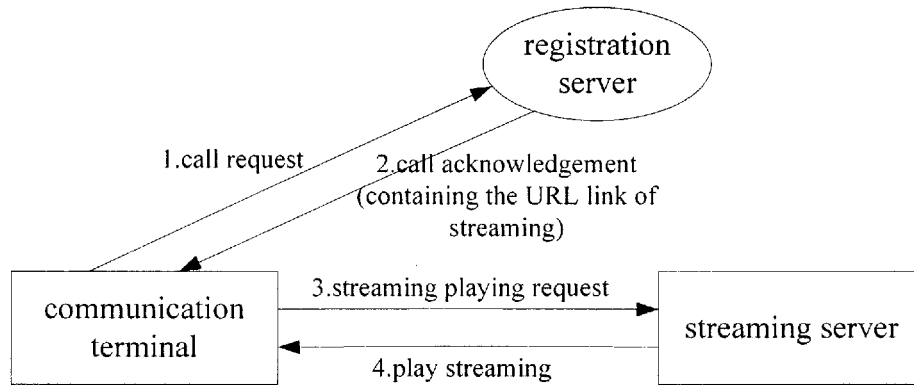 registration
server
1.call request
2.call acknowledgement
(containing the URL link of
streaming)
communication
terminal
3.streaming playing request
streaming server
4.play streaming